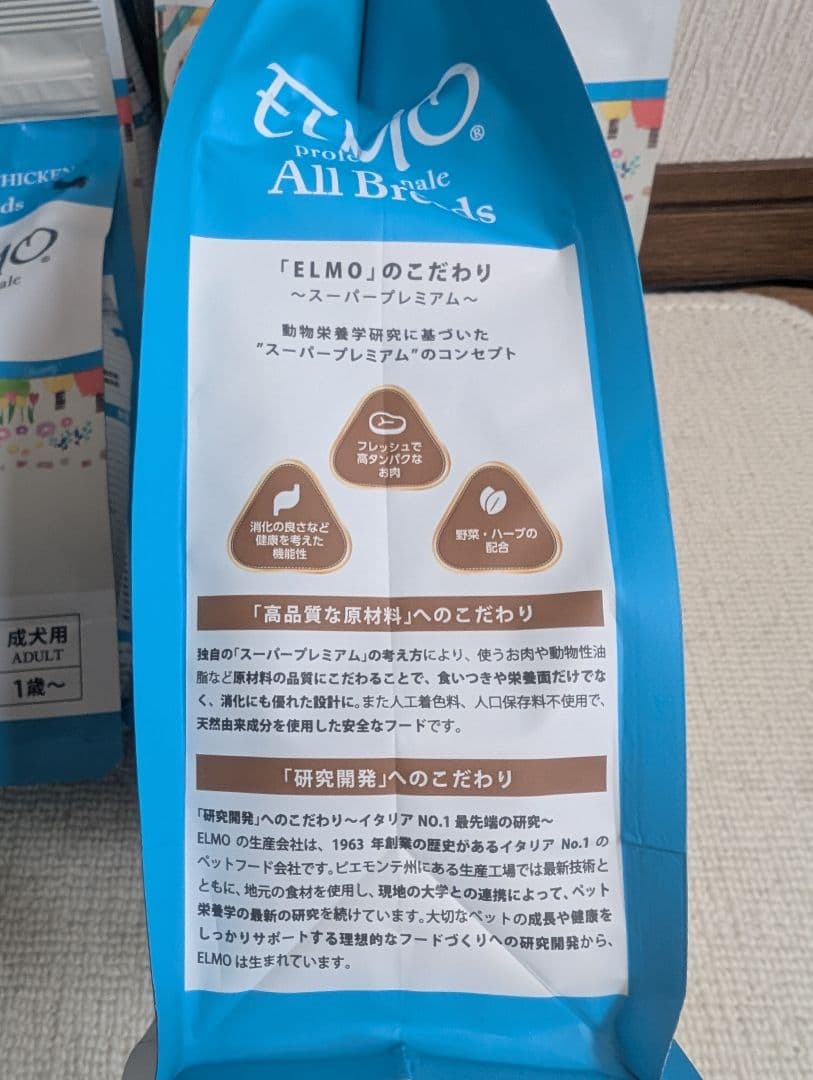 ELMO®
All Breeds
「ELMO」のこだわり
～スーパープレミアム～
動物栄養学研究に基づいた
"スーパープレミアム"のコンセプト
フレッシュで
高タンパクな
お肉
消化の良さなど
健康を考えた
機能性
野菜・ハーブの
配合
「高品質な原材料」へのこだわり
独自の「スーパープレミアム」の考え方により、使うお肉や動物性油
脂など原材料の品質にこだわることで、食いつきや栄養面だけでな
く、消化にも優れた設計に。また人工着色料、人口保存料不使用で、
天然由来成分を使用した安全なフードです。
「研究開発」へのこだわり
「研究開発」へのこだわり～イタリア NO.1 最先端の研究～
ELMO の生産会社は、1963 年創業の歴史があるイタリア No.1 の
ペットフード会社です。ピエモンテ州にある生産工場では最新技術と
ともに、地元の食材を使用し、現地の大学との連携によって、ペット
栄養学の最新の研究を続けています。大切なペットの成長や健康を
しっかりサポートする理想的なフードづくりへの研究開発から、
ELMO は生まれています。
成犬用
ADULT
1歳～